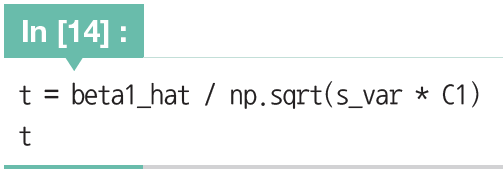 In [14] :
t = beta1_hat / np.sqrt(s_var * C1)
t